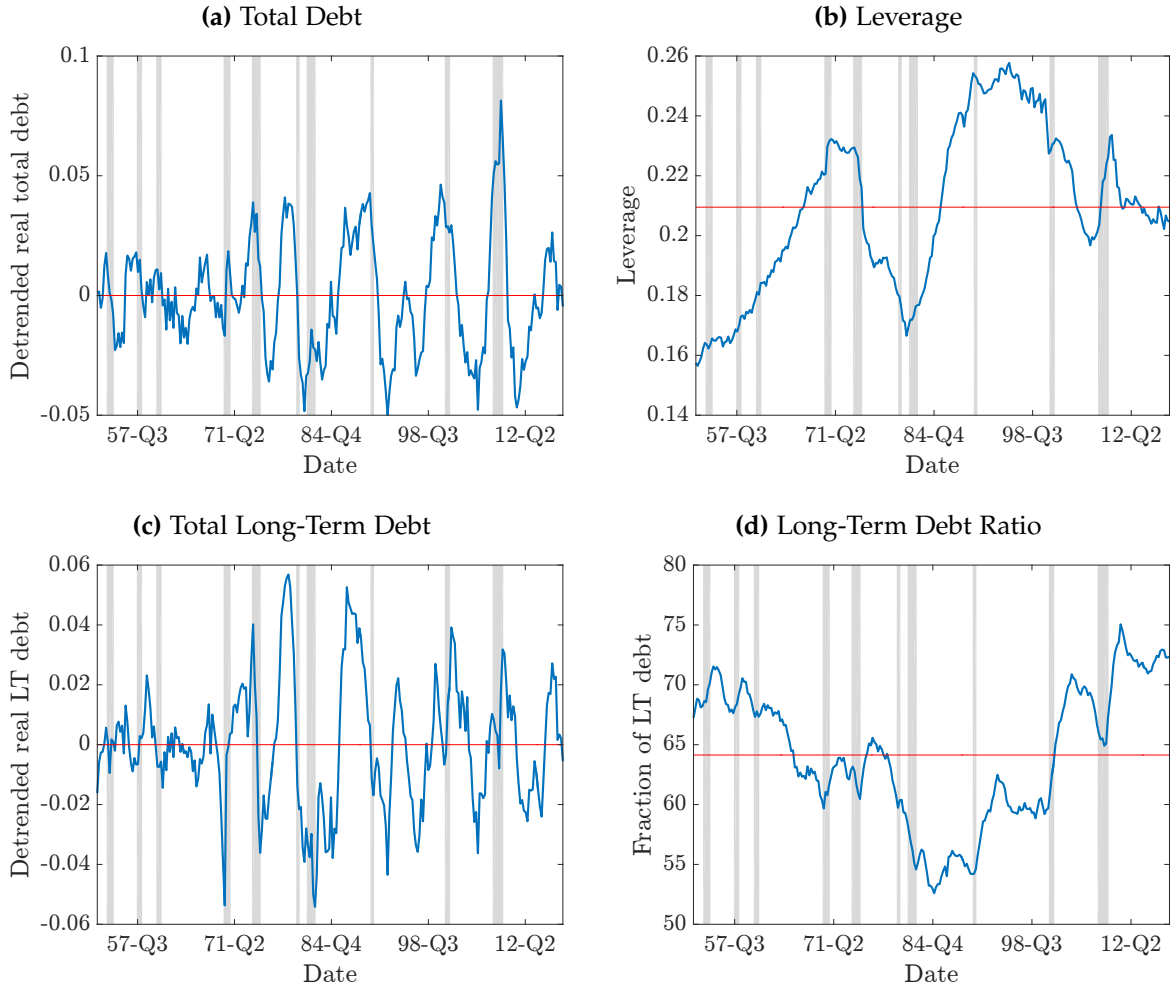 (a) Total Debt
Detrended real total debt
0.1
0.05
0
-0.05
57-Q3 71-Q2 84-Q4 98-Q3 12-Q2
Date
(b) Leverage
Leverage
0.26
0.24
0.22
0.2
0.18
0.16
0.14
57-Q3 71-Q2 84-Q4 98-Q3 12-Q2
Date
(c) Total Long-Term Debt
Detrended real LT debt
0.06
0.04
0.02
0
-0.02
-0.04
-0.06
57-Q3 71-Q2 84-Q4 98-Q3 12-Q2
Date
(d) Long-Term Debt Ratio
Fraction of LT debt
80
75
70
65
60
55
50
57-Q3 71-Q2 84-Q4 98-Q3 12-Q2
Date